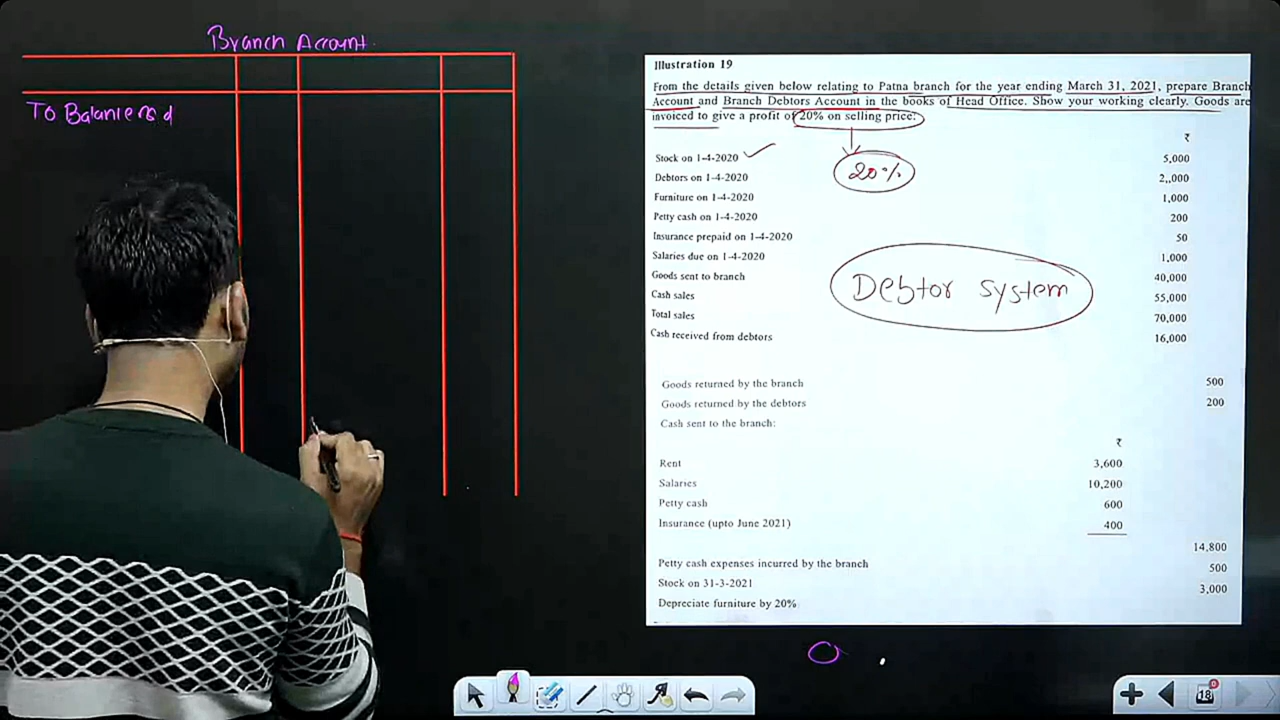 Branch Account
To Balance b d
Illustration 19
From the details given below relating to Patna branch for the year ending March 31, 2021, prepare Branch
Account and Branch Debtors Account in the books of Head Office. Show your working clearly. Goods are
invoiced to give a profit of 20% on selling price:
₹
Stock on 1-4-2020 5,000
20%
Debtors on 1-4-2020 2,,000
Furniture on 1-4-2020 1,000
Petty cash on 1-4-2020 200
Insurance prepaid on 1-4-2020 50
Salaries due on 1-4-2020 1,000
Goods sent to branch 40,000
Debtor system
Cash sales 55,000
Total sales 70,000
Cash received from debtors 16,000
Goods returned by the branch 500
Goods returned by the debtors 200
Cash sent to the branch:
₹
Rent 3,600
Salaries 10,200
Petty cash 600
Insurance (upto June 2021) 400
14,800
Petty cash expenses incurred by the branch 500
Stock on 31-3-2021 3,000
Depreciate furniture by 20%
18
0